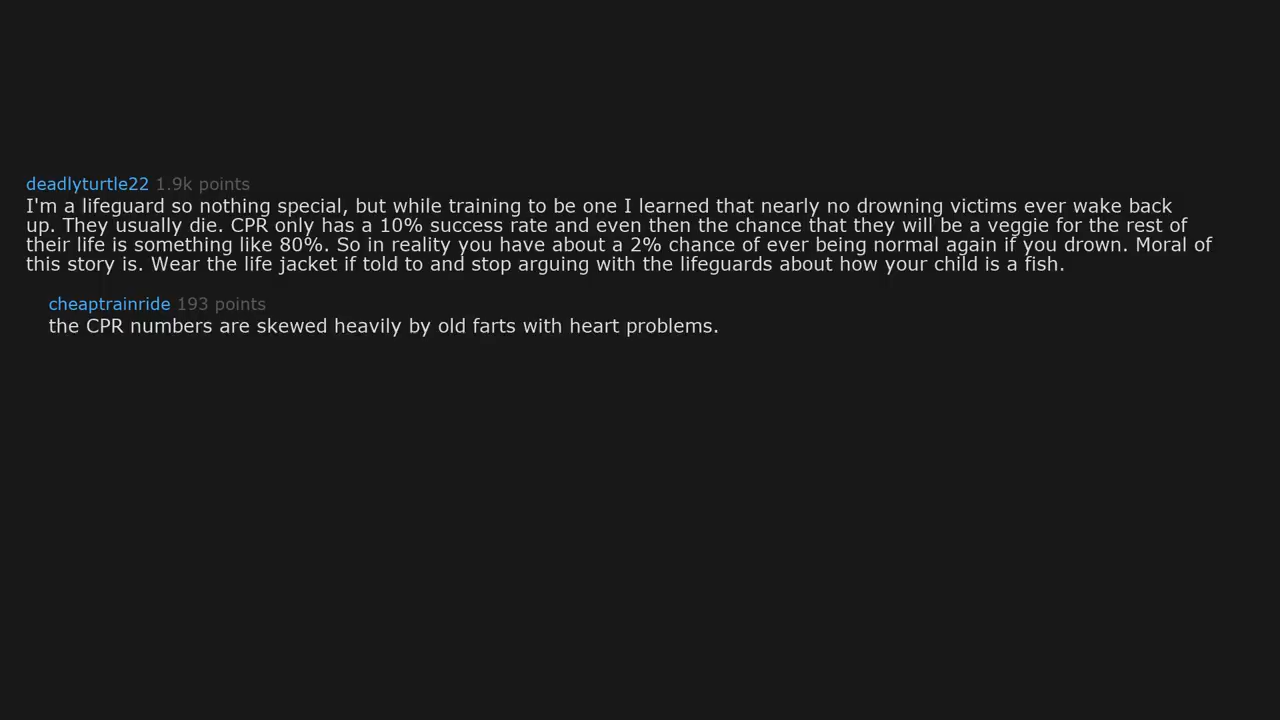 deadlyturtle22 1.9k points
I'm a lifeguard so nothing special, but while training to be one I learned that nearly no drowning victims ever wake back
up. They usually die. CPR only has a 10% success rate and even then the chance that they will be a veggie for the rest of
their life is something like 80%. So in reality you have about a 2% chance of ever being normal again if you drown. Moral of
this story is. Wear the life jacket if told to and stop arguing with the lifeguards about how your child is a fish.
cheaptrainride 193 points
the CPR numbers are skewed heavily by old farts with heart problems.